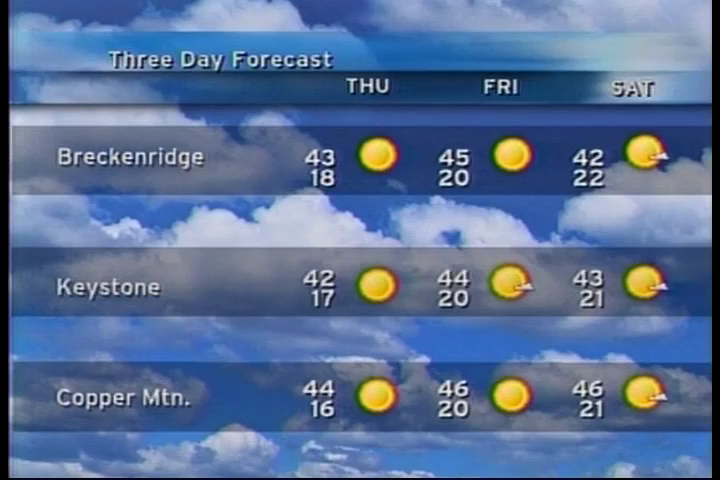 Three Day Forecast
THU FRI SAT
Breckenridge 43 45 42
18 20 22
Keystone 42 44 43
17 20 21
Copper Mtn. 44 46 46
16 20 21